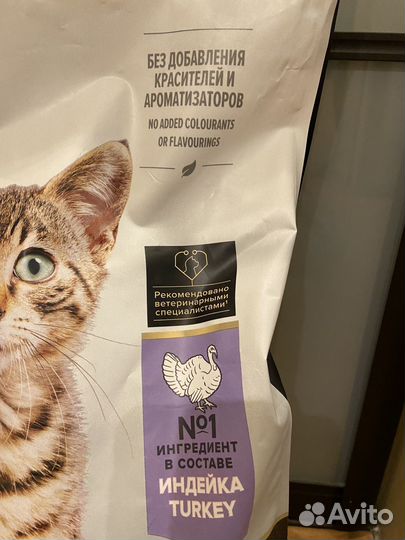 БЕЗ ДОБАВЛЕНИЯ
КРАСИТЕЛЕЙ И
АРОМАТИЗАТОРОВ
NO ADDED COLOURANTS
OR FLAVOURINGS
Рекомендовано
ветеринарными
специалистами¹
№1
ИНГРЕДИЕНТ
В СОСТАВЕ
ИНДЕЙКА
TURKEY
Avito